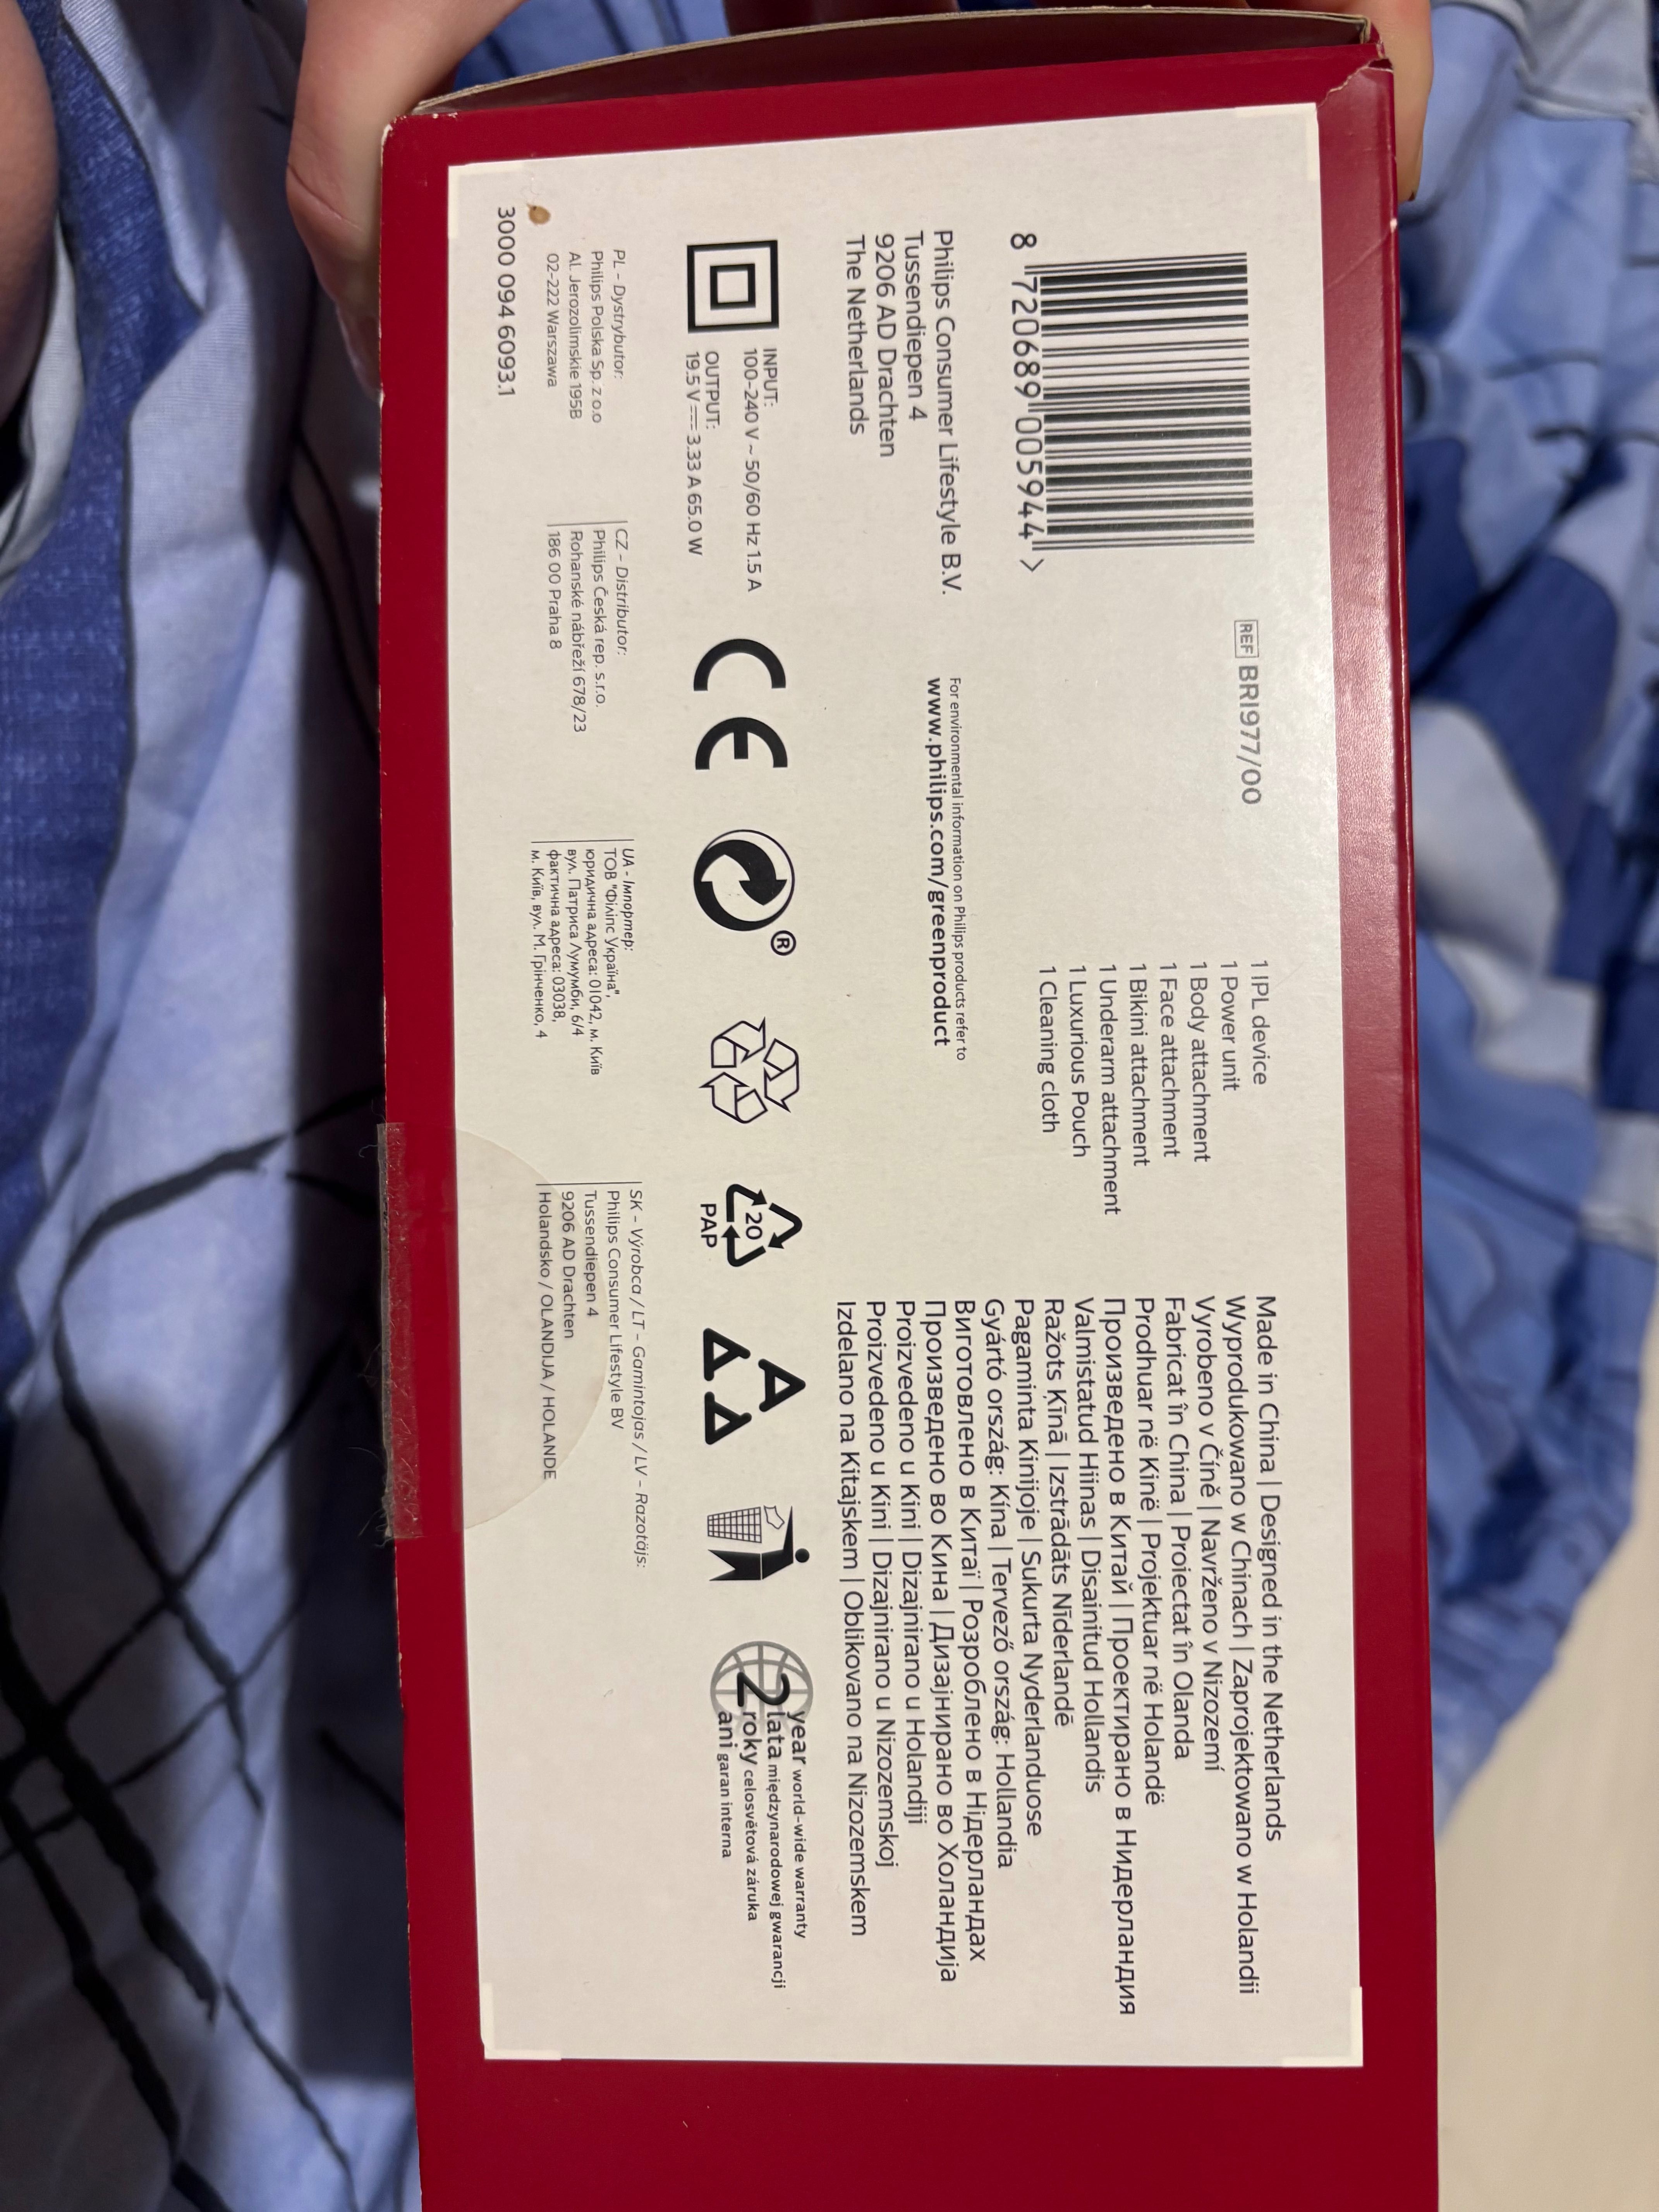 REF BRI977/00
8 720689 005944 >
Philips Consumer Lifestyle B.V.
Tussendiepen 4
9206 AD Drachten
The Netherlands
For environmental information on Philips products refer to
www.philips.com/greenproduct
1 IPL device
1 Power unit
1 Body attachment
1 Face attachment
1 Bikini attachment
1 Underarm attachment
1 Luxurious Pouch
1 Cleaning cloth
Made in China | Designed in the Netherlands
Wyprodukowano w Chinach | Zaprojektowano w Holandii
Vyrobeno v Číně | Navrženo v Nizozemí
Fabricat în China | Proiectat în Olanda
Prodhuar në Kinë | Projektuar në Holandë
Произведено в Китай | Проектирано в Нидерландия
Valmistatud Hiinas | Disainitud Hollandis
Ražots Ķīnā | Izstrādāts Nīderlandē
Pagaminta Kinijoje | Sukurta Nyderlanduose
Gyártó ország: Kína | Tervező ország: Hollandia
Виготовлено в Китаї | Розроблено в Нідерландах
Произведено во Кина | Дизајнирано во Холандија
Proizvedeno u Kini | Dizajnirano u Holandiji
Proizvedeno u Kini | Dizajnirano u Nizozemskoj
Izdelano na Kitajskem | Oblikovano na Nizozemskem
INPUT:
100-240 V ~ 50/60 Hz 1.5 A
OUTPUT:
19.5 V ⎓ 3.33 A 65.0 W
CE
®
20
PAP
2
year world-wide warranty
lata międzynarodowej gwarancji
roky celosvětová záruka
ani garan interna
PL - Dystrybutor:
Philips Polska Sp. z o.o
Al. Jerozolimskie 195B
02-222 Warszawa
CZ - Distributor:
Philips Česká rep. s.r.o.
Rohanské nábřeží 678/23
186 00 Praha 8
UA - Імпортер:
ТОВ "Філіпс Україна",
юридична адреса: 01042, м. Київ
вул. Патриса Лумумби, 6/4
фактична адреса: 03038,
м. Київ, вул. М. Грінченко, 4
SK - Výrobca / LT - Gamintojas / LV - Razotājs:
Philips Consumer Lifestyle BV
Tussendiepen 4
9206 AD Drachten
Holandsko / OLANDIJA / HOLANDE
3000 094 6093.1